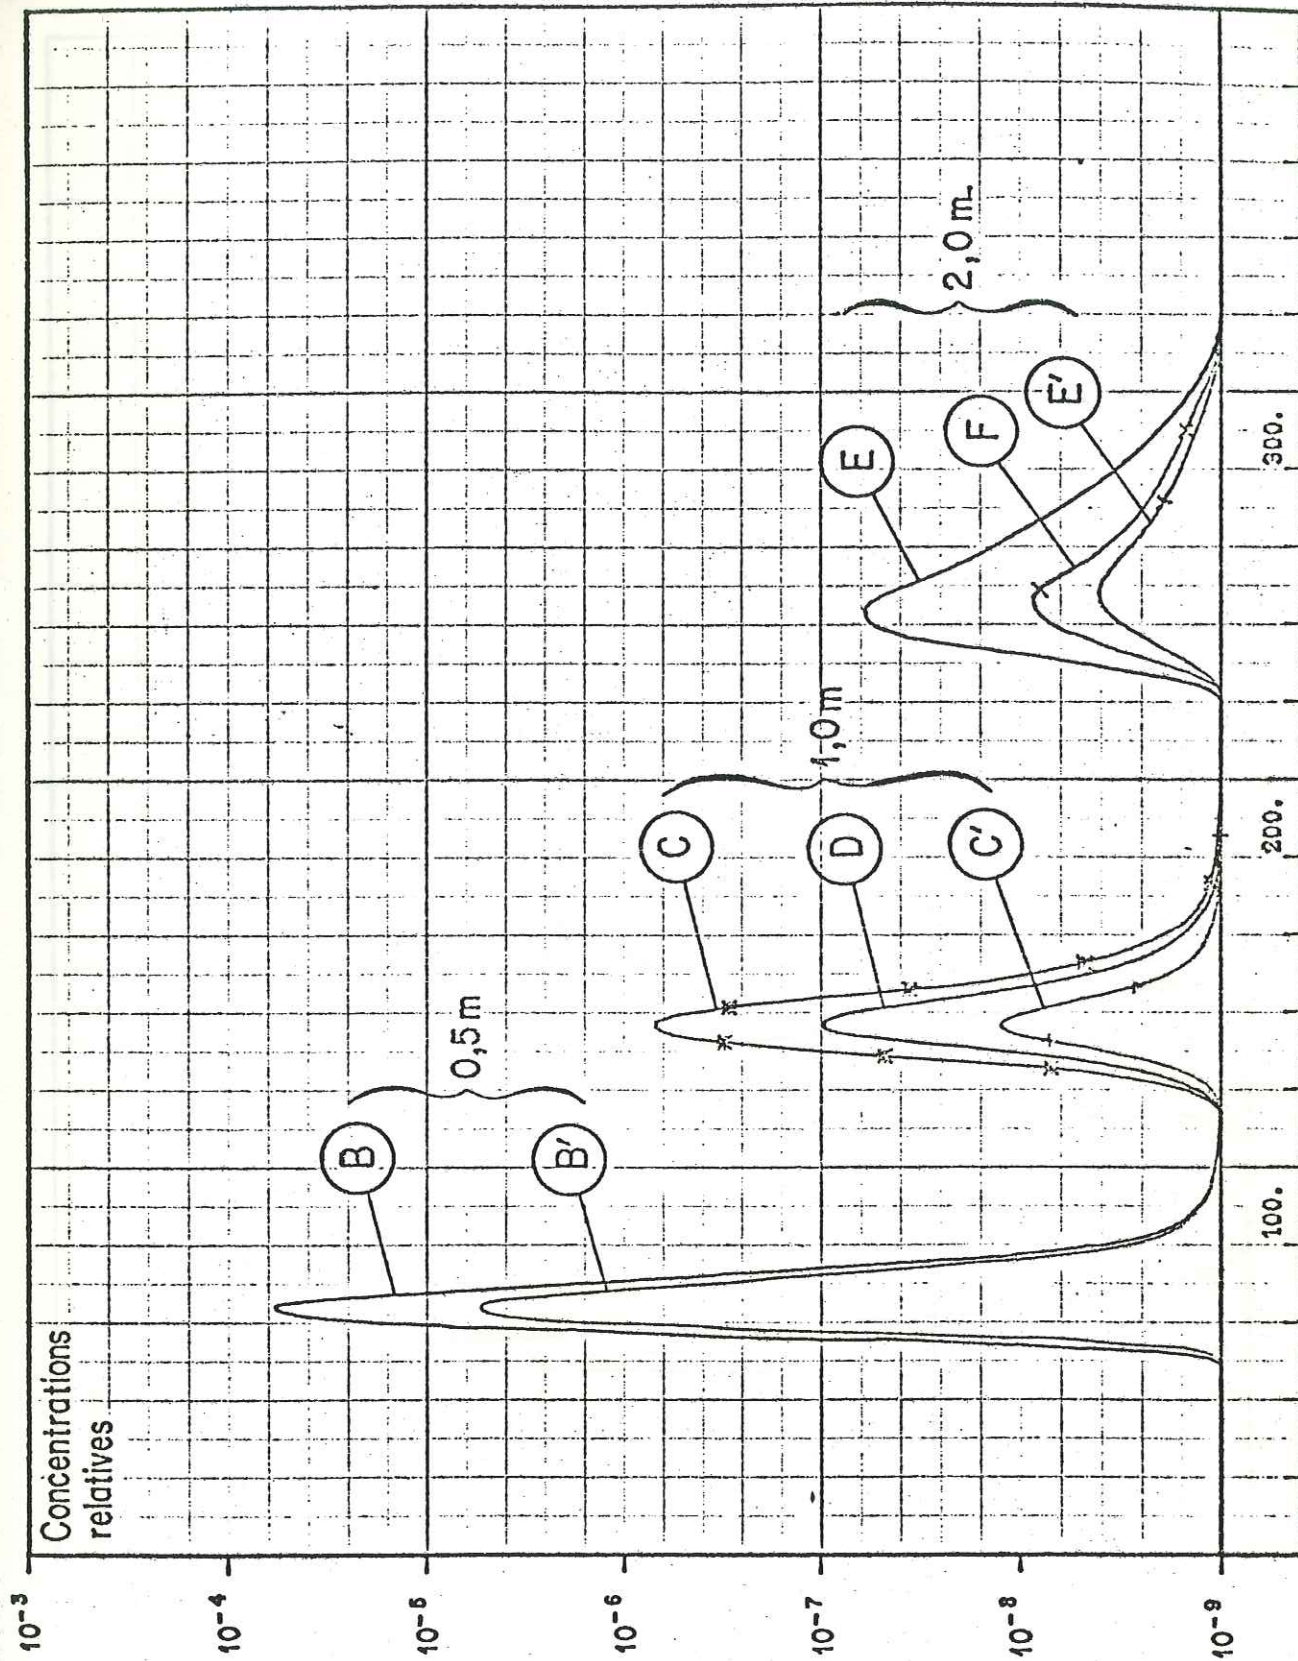 Concentrations
relatives
10⁻³
10⁻⁴
10⁻⁵
10⁻⁶
10⁻⁷
10⁻⁸
10⁻⁹
B
B'
0,5 m
C
D
C'
1,0 m
E
F
E'
2,0 m
100.
200.
300.